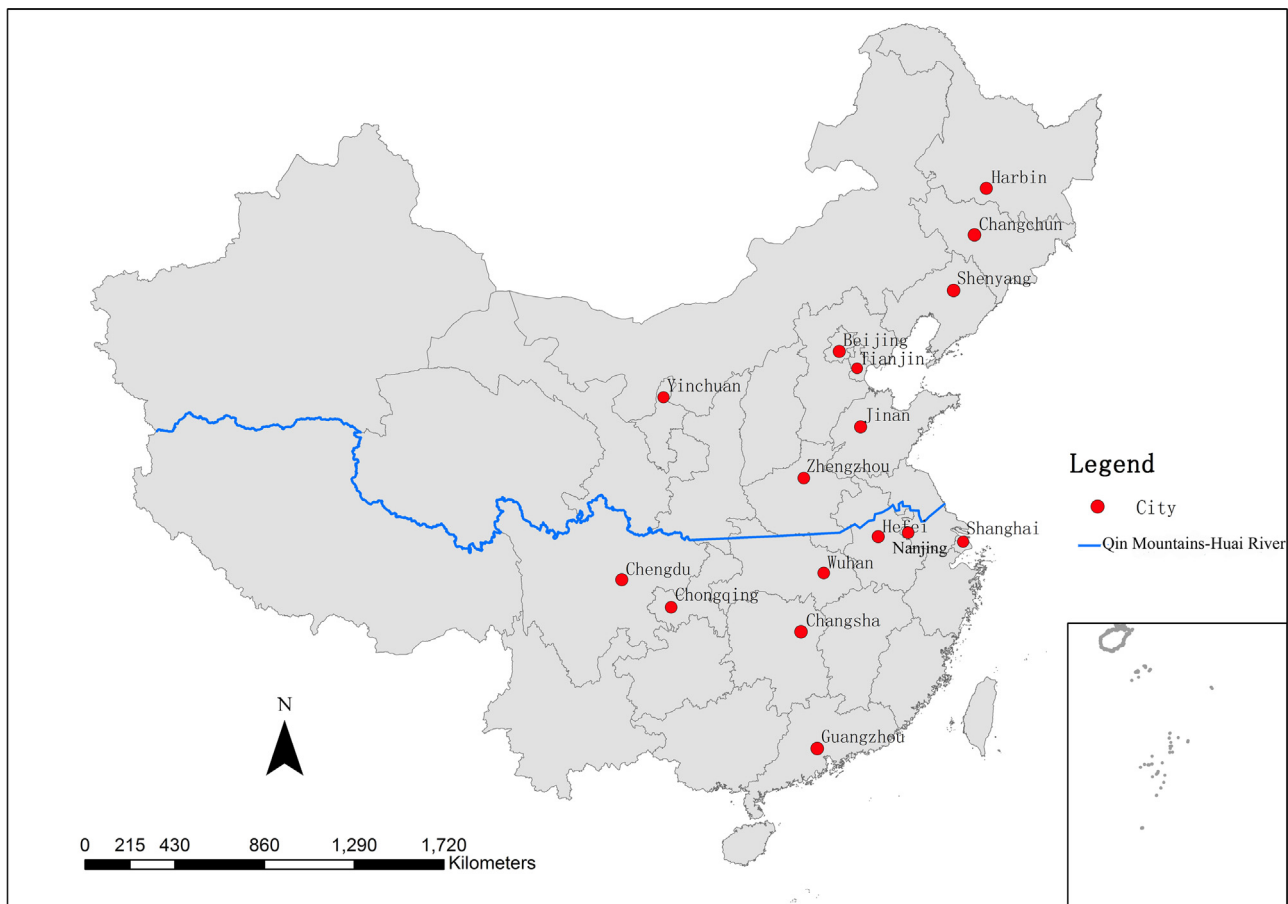 Harbin
Changchun
Shenyang
Beijing
Tianjin
Yinchuan
Jinan
Zhengzhou
Hefei
Nanjing
Shanghai
Wuhan
Chengdu
Chongqing
Changsha
Guangzhou
Legend
City
Qin Mountains-Huai River
N
0 215 430 860 1,290 1,720
Kilometers